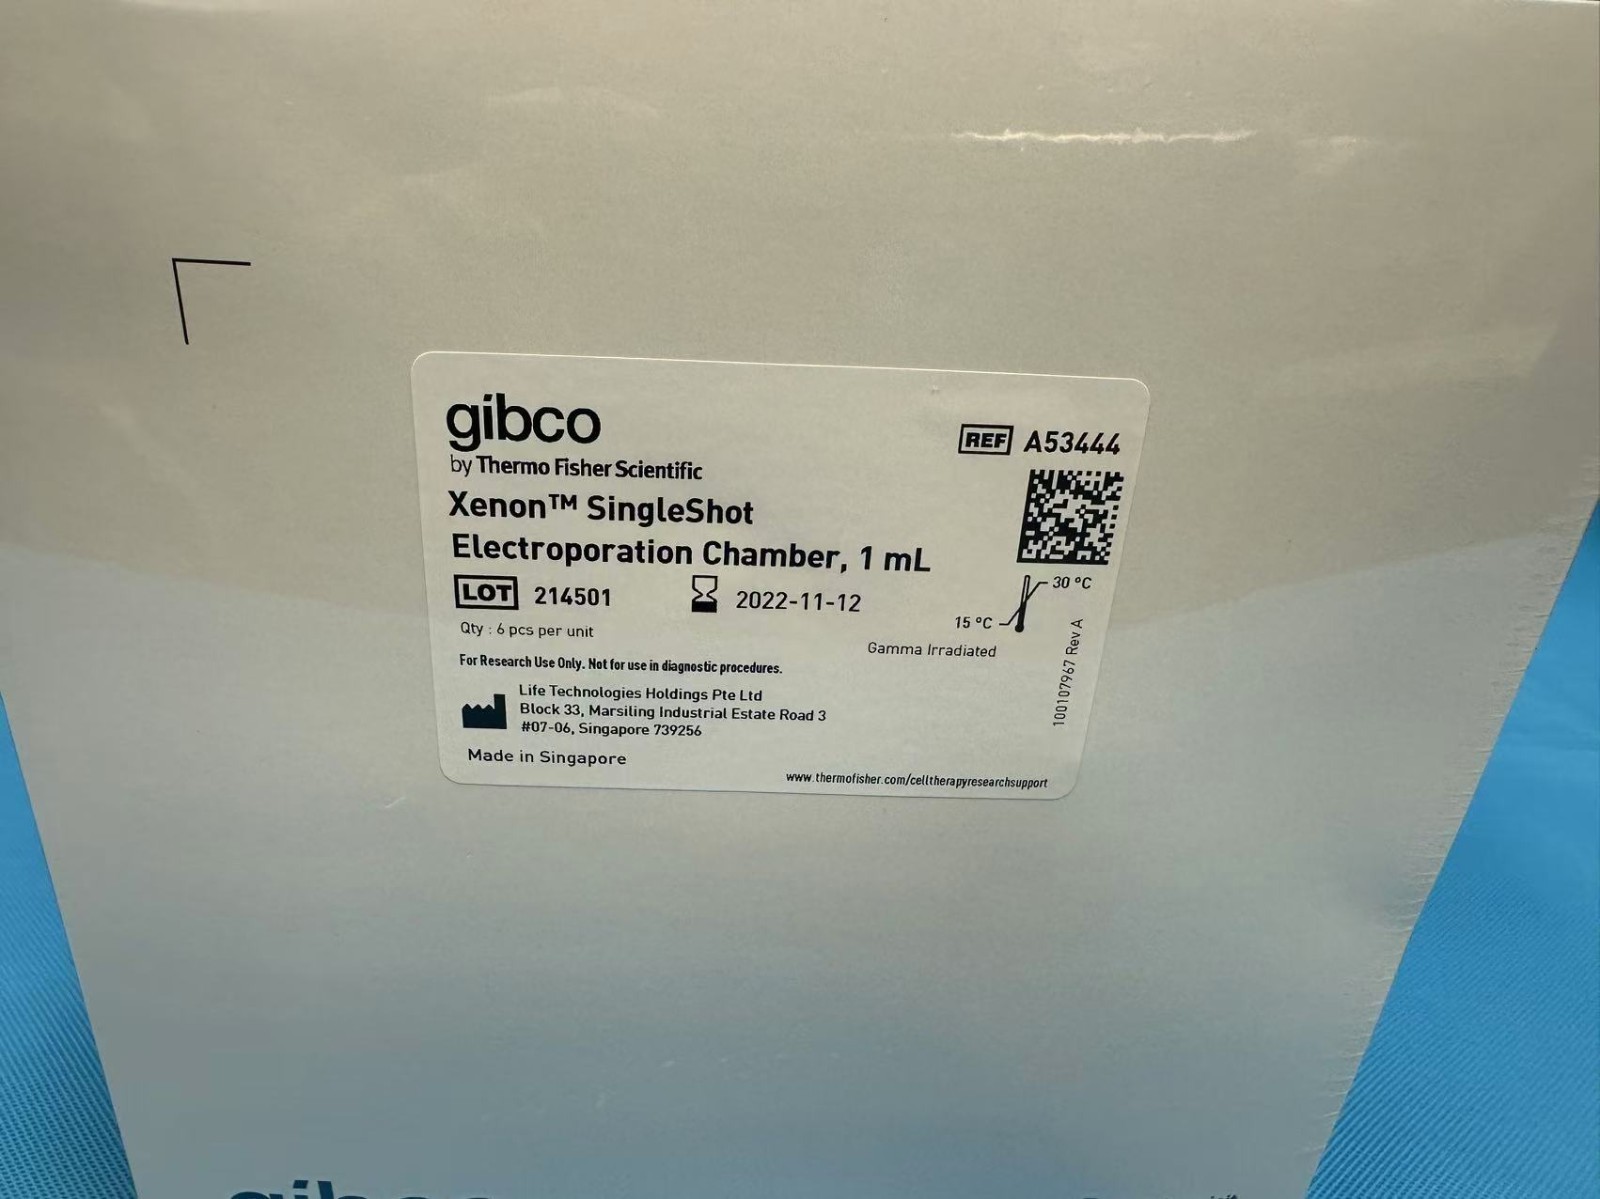 gibco
by Thermo Fisher Scientific
Xenon™ SingleShot
Electroporation Chamber, 1 mL
REF A53444
LOT 214501
2022-11-12
30 °C
15 °C
Qty : 6 pcs per unit
Gamma Irradiated
For Research Use Only. Not for use in diagnostic procedures.
Life Technologies Holdings Pte Ltd
Block 33, Marsiling Industrial Estate Road 3
#07-06, Singapore 739256
Made in Singapore
www.thermofisher.com/celltherapyresearchsupport
100107967 Rev A
gibco